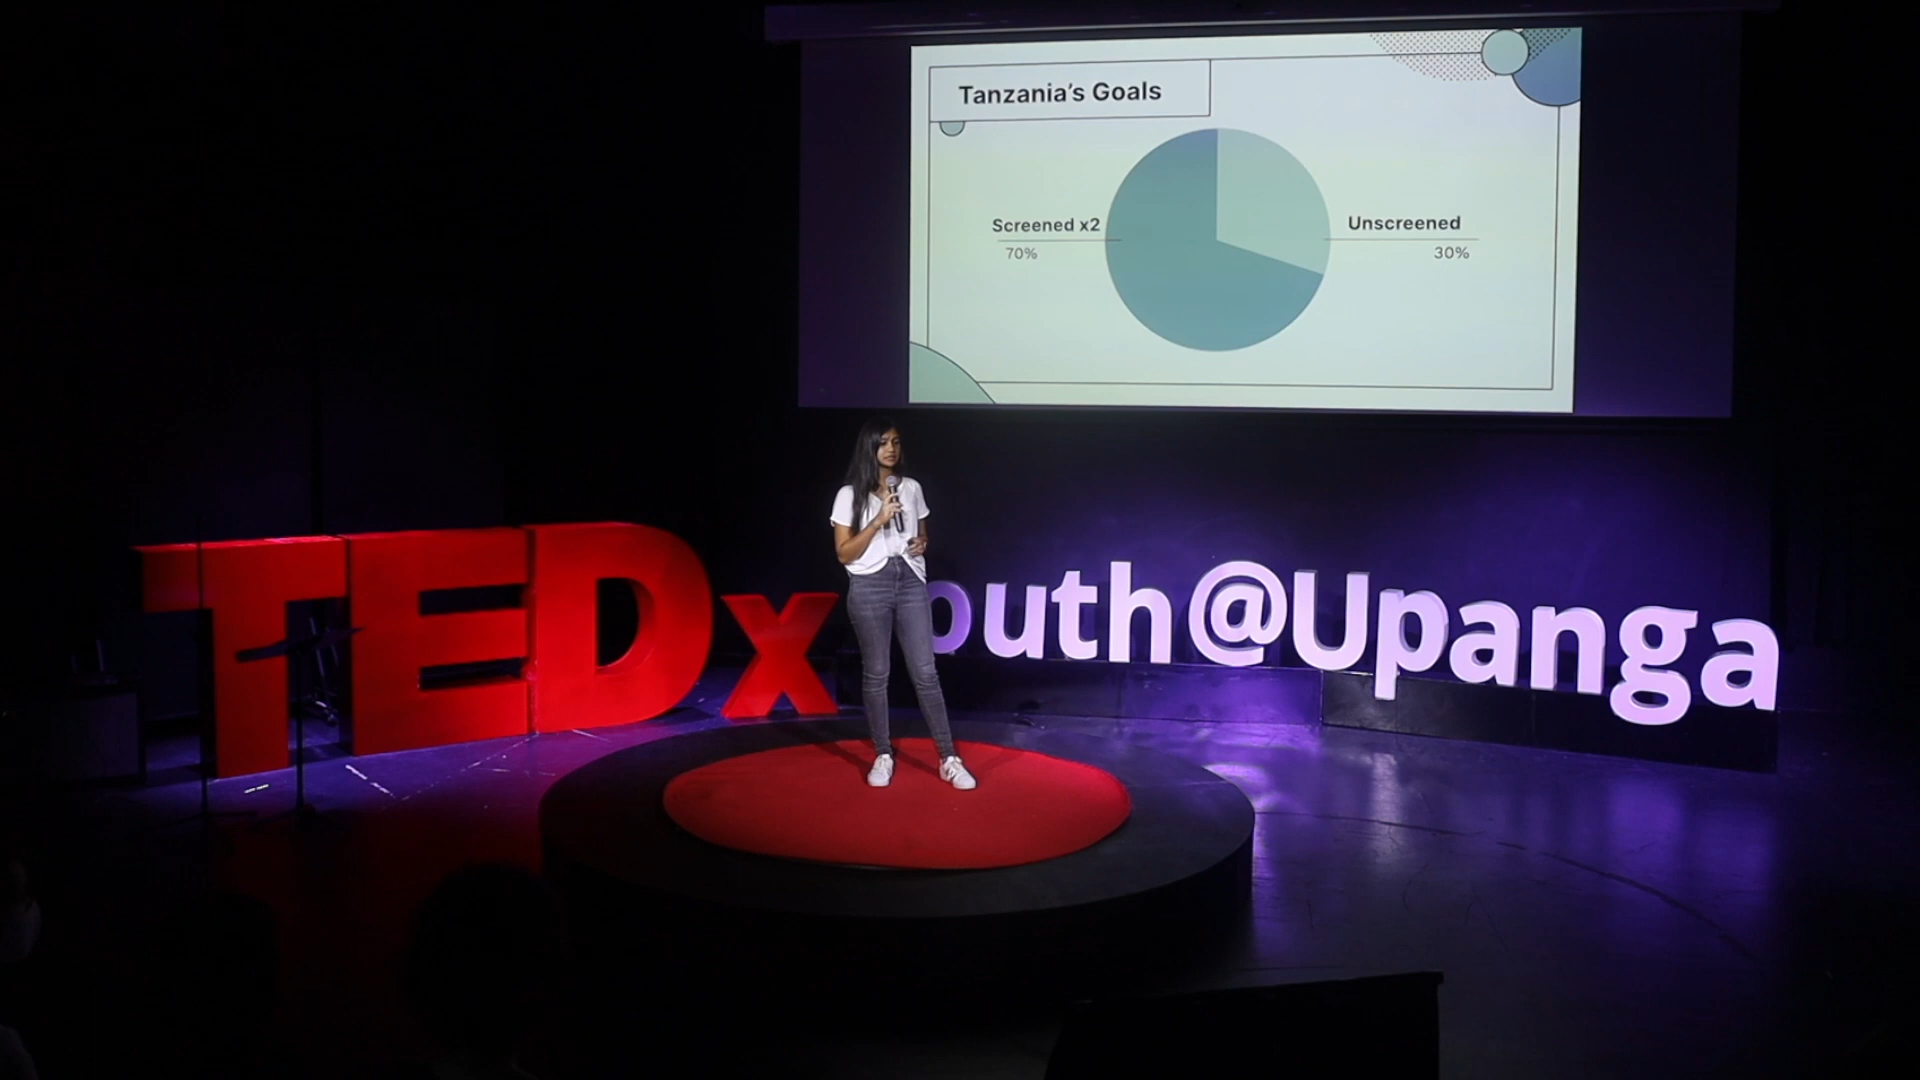 Tanzania's Goals
Screened x2
70%
Unscreened
30%
TEDx outh@Upanga